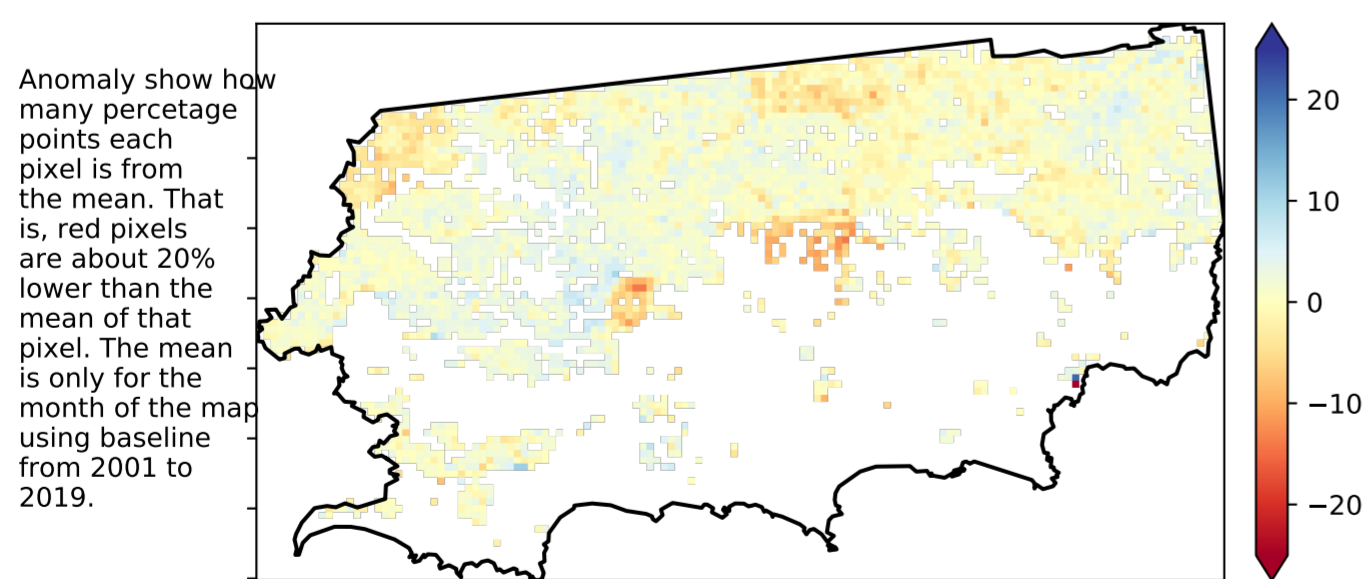 Anomaly show how
many percetage
points each
pixel is from
the mean. That
is, red pixels
are about 20%
lower than the
mean of that
pixel. The mean
is only for the
month of the map
using baseline
from 2001 to
2019.
20
10
0
−10
−20